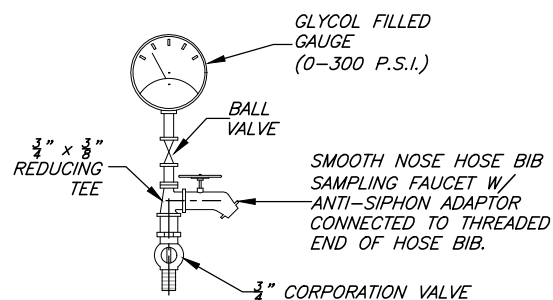 GLYCOL FILLED
GAUGE
(0-300 P.S.I.)
BALL
VALVE
3/4" x 3/8"
REDUCING
TEE
SMOOTH NOSE HOSE BIB
SAMPLING FAUCET W/
ANTI-SIPHON ADAPTOR
CONNECTED TO THREADED
END OF HOSE BIB.
3/4" CORPORATION VALVE